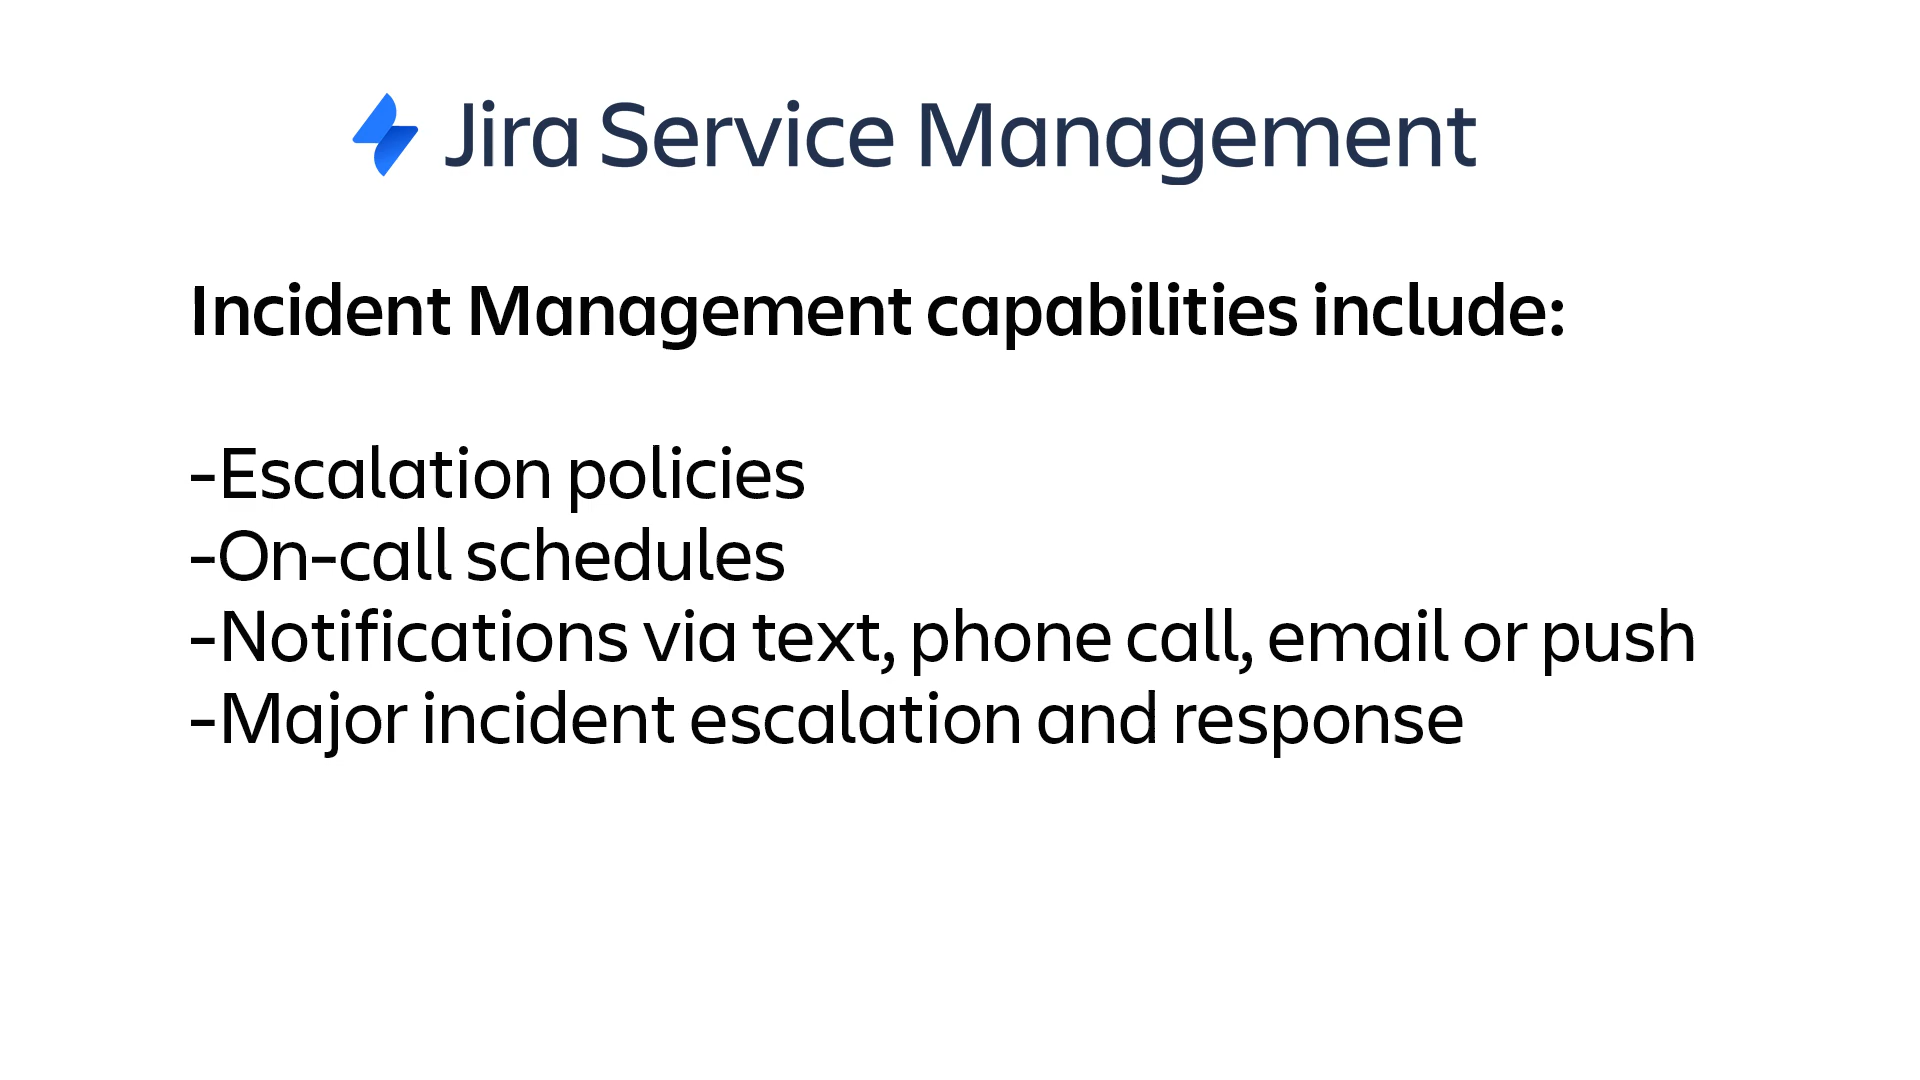 Jira Service Management
Incident Management capabilities include:
-Escalation policies
-On-call schedules
-Notifications via text, phone call, email or push
-Major incident escalation and response